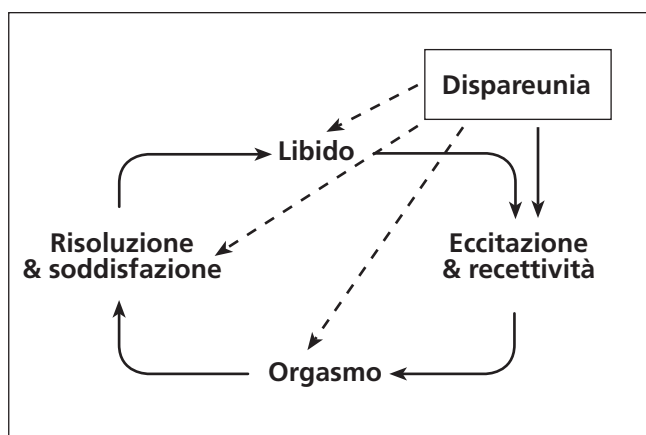 Dispareunia
Libido
Risoluzione
& soddisfazione
Eccitazione
& recettività
Orgasmo